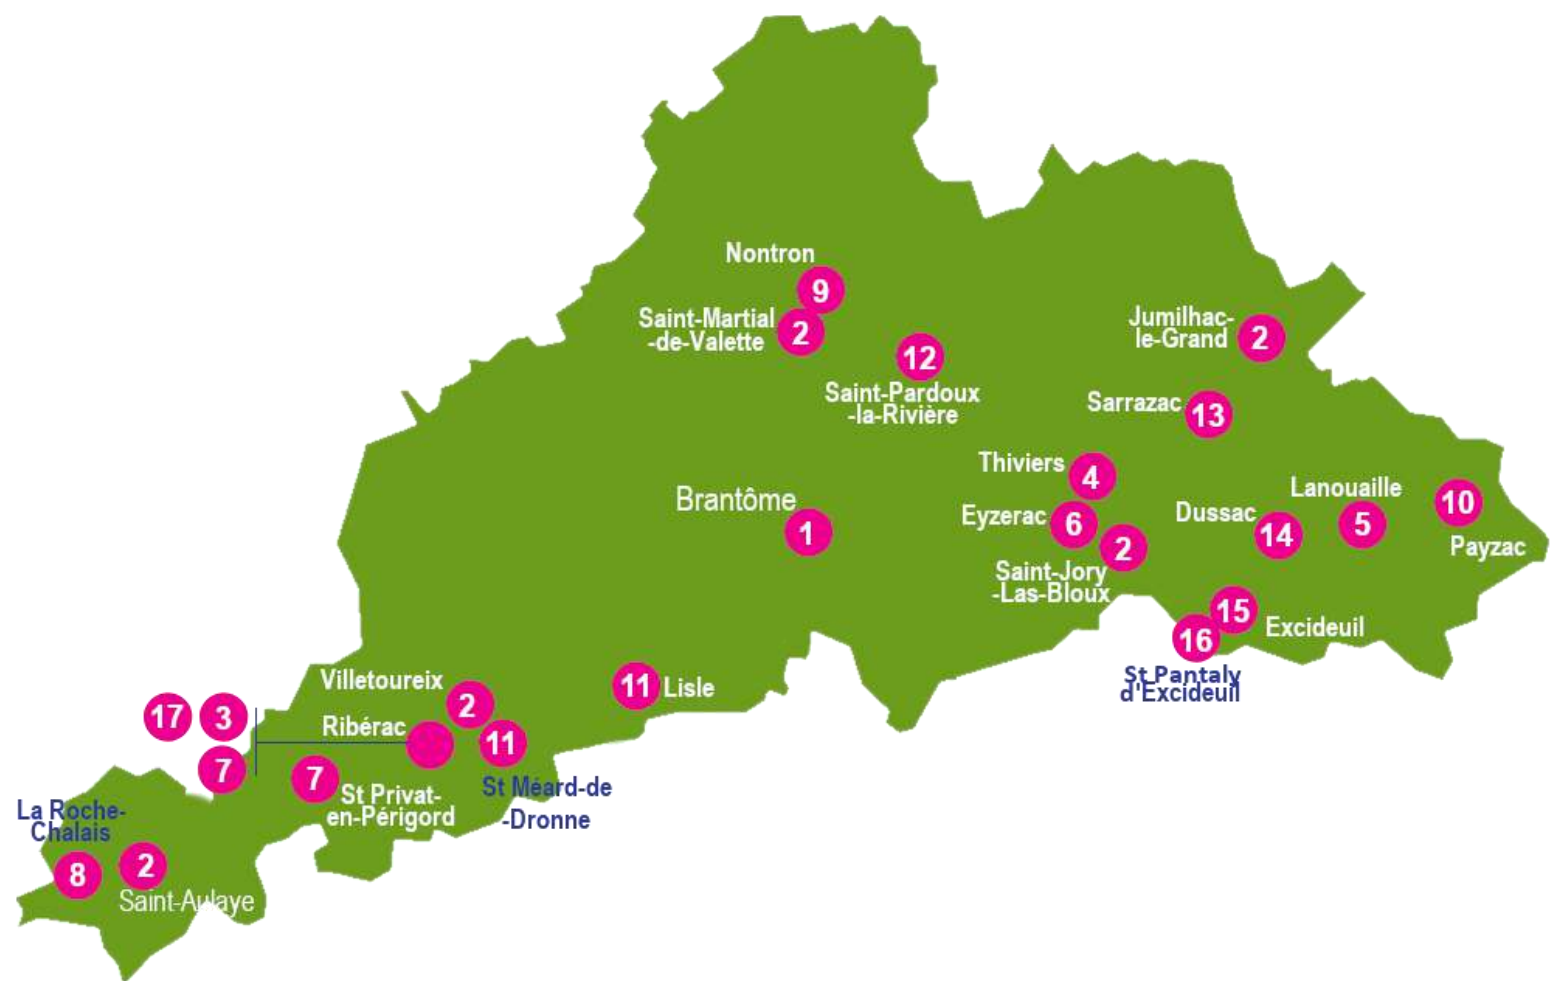 Nontron
9
Saint-Martial
-de-Valette
2
12
Saint-Pardoux
-la-Rivière
Jumilhac-
le-Grand
2
Sarrazac
13
Thiviers
4
Eyzerac
6
2
Saint-Jory
-Las-Bloux
Brantôme
1
Lanouaille
5
Dussac
14
10
Payzac
15
Excideuil
16
St Pantaly
d'Excideuil
11 Lisle
Villetoureix
2
Ribérac
11
St Méard-de
-Dronne
17
3
7
7
St Privat-
en-Périgord
La Roche-
Chalais
8
2
Saint-Aulaye